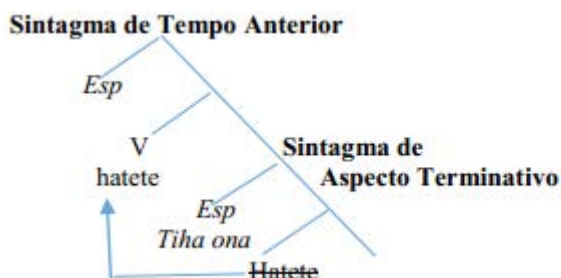 Sintagma de Tempo Anterior
Esp
V
hatete
Sintagma de
Aspecto Terminativo
Esp
Tiha ona
Hatete